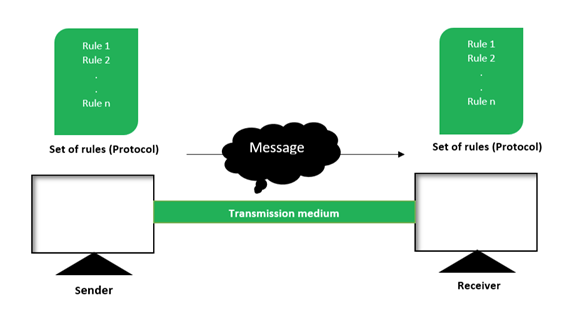 Rule 1
Rule 2
.
.
Rule n
Set of rules (Protocol)
Rule 1
Rule 2
.
.
Rule n
Set of rules (Protocol)
Message
Transmission medium
Sender
Receiver